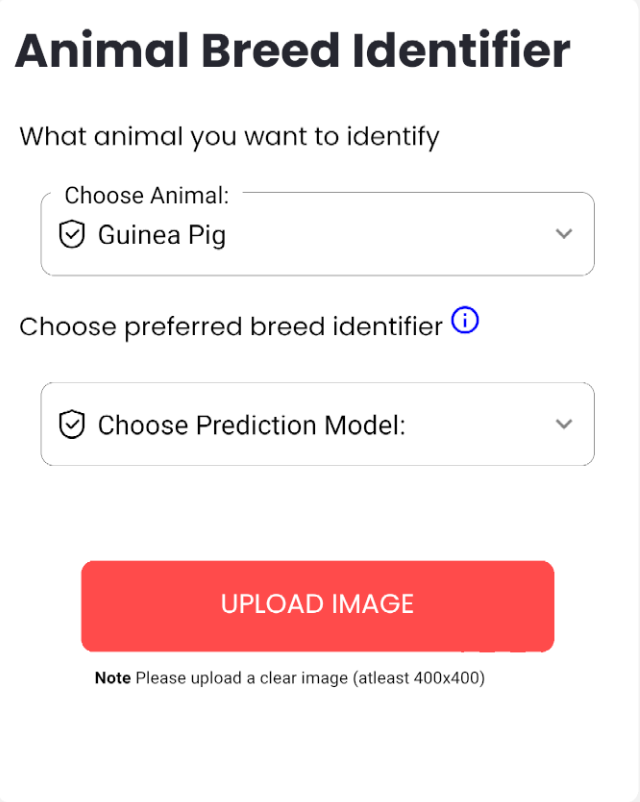 Animal Breed Identifier
What animal you want to identify
Choose Animal:
Guinea Pig
Choose preferred breed identifier
Choose Prediction Model:
UPLOAD IMAGE
Note Please upload a clear image (atleast 400x400)